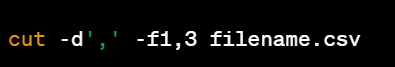 cut -d',' -f1,3 filename.csv